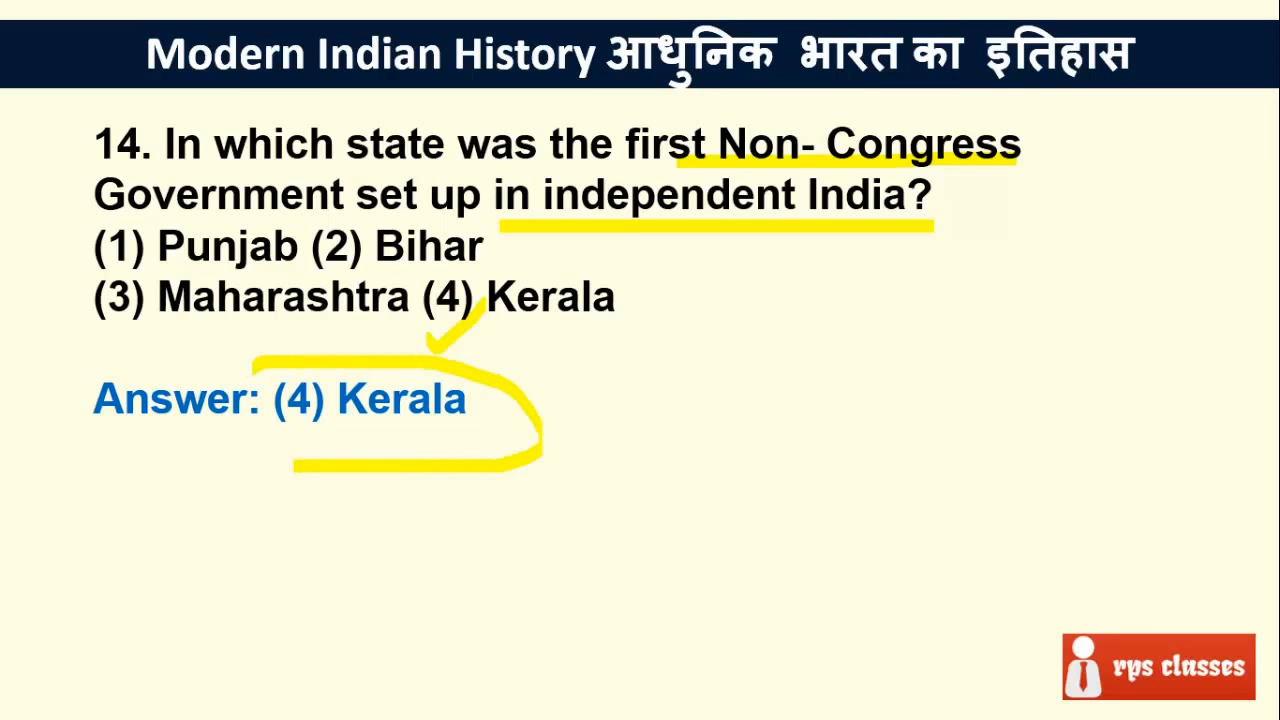 Modern Indian History आधुनिक भारत का इतिहास
14. In which state was the first Non- Congress
Government set up in independent India?
(1) Punjab (2) Bihar
(3) Maharashtra (4) Kerala
Answer: (4) Kerala
rps classes